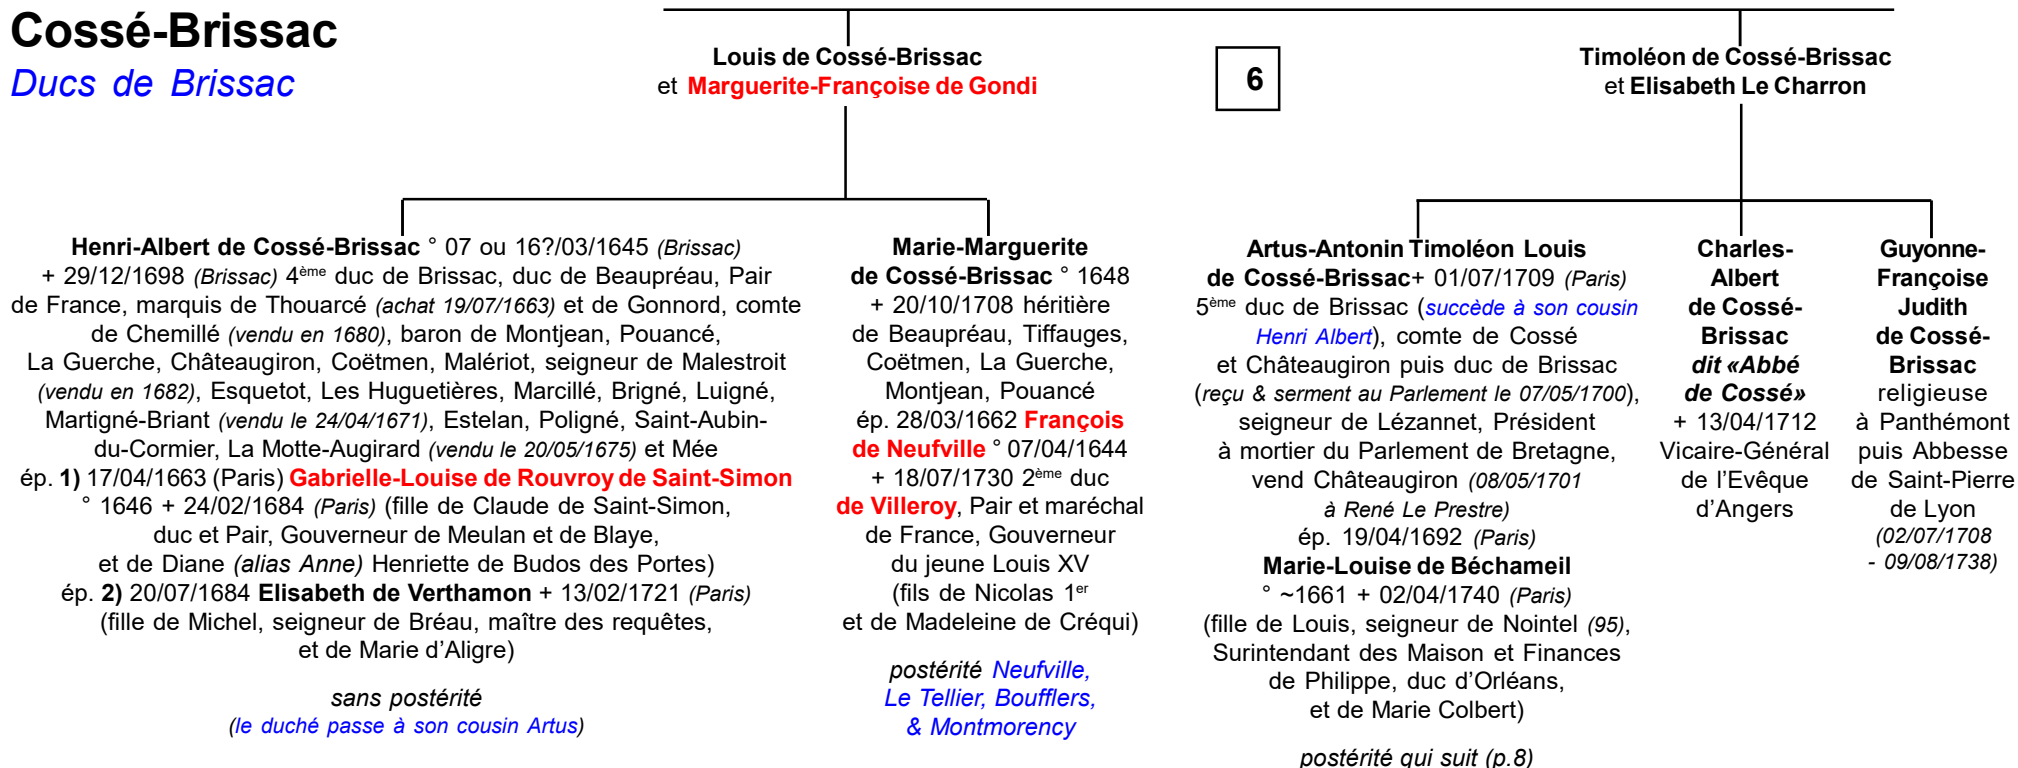 Cossé-Brissac
Ducs de Brissac
Louis de Cossé-Brissac
et Marguerite-Françoise de Gondi
6
Timoléon de Cossé-Brissac
et Elisabeth Le Charron
Henri-Albert de Cossé-Brissac ° 07 ou 16?/03/1645 (Brissac)
+ 29/12/1698 (Brissac) 4ème duc de Brissac, duc de Beaupréau, Pair
de France, marquis de Thouarcé (achat 19/07/1663) et de Gonnord, comte
de Chemillé (vendu en 1680), baron de Montjean, Pouancé,
La Guerche, Châteaugiron, Coëtmen, Malériot, seigneur de Malestroit
(vendu en 1682), Esquetot, Les Huguetières, Marcillé, Brigné, Luigné,
Martigné-Briant (vendu le 24/04/1671), Estelan, Poligné, Saint-Aubin-
du-Cormier, La Motte-Augirard (vendu le 20/05/1675) et Mée
ép. 1) 17/04/1663 (Paris) Gabrielle-Louise de Rouvroy de Saint-Simon
° 1646 + 24/02/1684 (Paris) (fille de Claude de Saint-Simon,
duc et Pair, Gouverneur de Meulan et de Blaye,
et de Diane (alias Anne) Henriette de Budos des Portes)
ép. 2) 20/07/1684 Elisabeth de Verthamon + 13/02/1721 (Paris)
(fille de Michel, seigneur de Bréau, maître des requêtes,
et de Marie d'Aligre)
sans postérité
(le duché passe à son cousin Artus)
Marie-Marguerite
de Cossé-Brissac ° 1648
+ 20/10/1708 héritière
de Beaupréau, Tiffauges,
Coëtmen, La Guerche,
Montjean, Pouancé
ép. 28/03/1662 François
de Neufville ° 07/04/1644
+ 18/07/1730 2ème duc
de Villeroy, Pair et maréchal
de France, Gouverneur
du jeune Louis XV
(fils de Nicolas 1er
et de Madeleine de Créqui)
postérité Neufville,
Le Tellier, Boufflers,
& Montmorency
Artus-Antonin Timoléon Louis
de Cossé-Brissac+ 01/07/1709 (Paris)
5ème duc de Brissac (succède à son cousin
Henri Albert), comte de Cossé
et Châteaugiron puis duc de Brissac
(reçu & serment au Parlement le 07/05/1700),
seigneur de Lézannet, Président
à mortier du Parlement de Bretagne,
vend Châteaugiron (08/05/1701
à René Le Prestre)
ép. 19/04/1692 (Paris)
Marie-Louise de Béchameil
° ~1661 + 02/04/1740 (Paris)
(fille de Louis, seigneur de Nointel (95),
Surintendant des Maison et Finances
de Philippe, duc d'Orléans,
et de Marie Colbert)
postérité qui suit (p.8)
Charles-
Albert
de Cossé-
Brissac
dit «Abbé
de Cossé»
+ 13/04/1712
Vicaire-Général
de l'Evêque
d'Angers
Guyonne-
Françoise
Judith
de Cossé-
Brissac
religieuse
à Panthémont
puis Abbesse
de Saint-Pierre
de Lyon
(02/07/1708
- 09/08/1738)